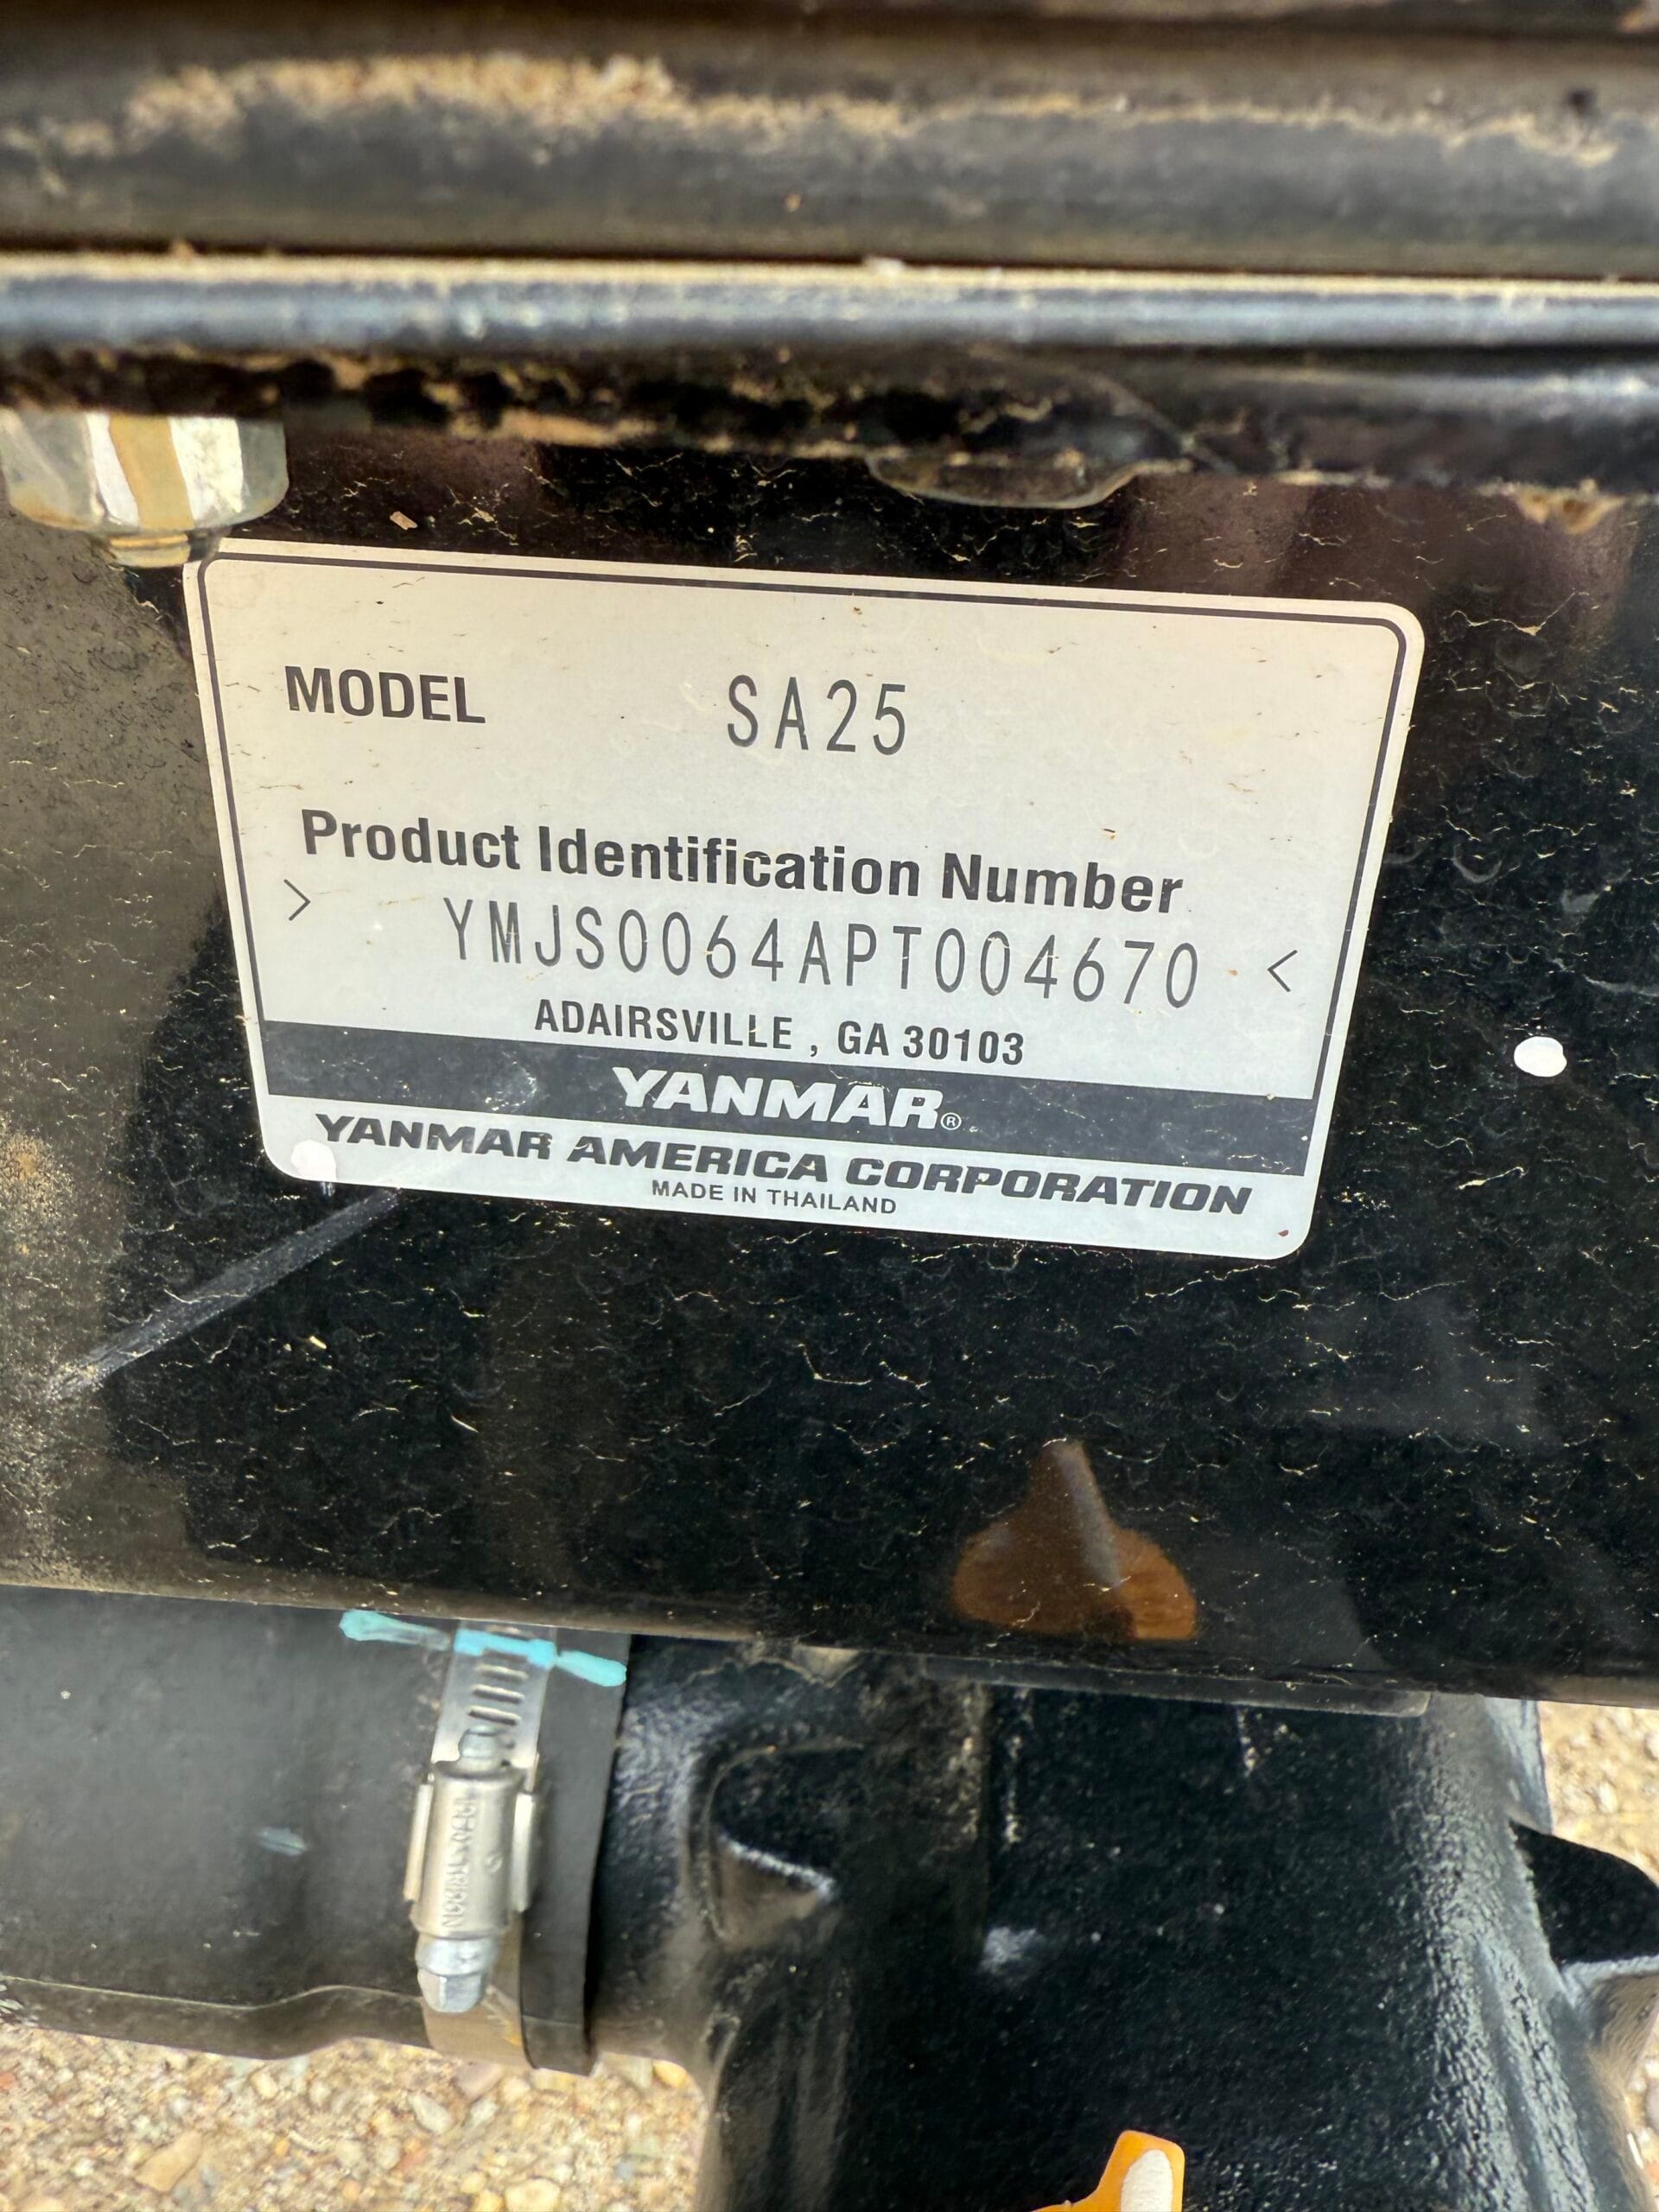 MODEL SA25
Product Identification Number
> YMJS0064APT004670 <
ADAIRSVILLE , GA 30103
YANMAR®
YANMAR AMERICA CORPORATION
MADE IN THAILAND